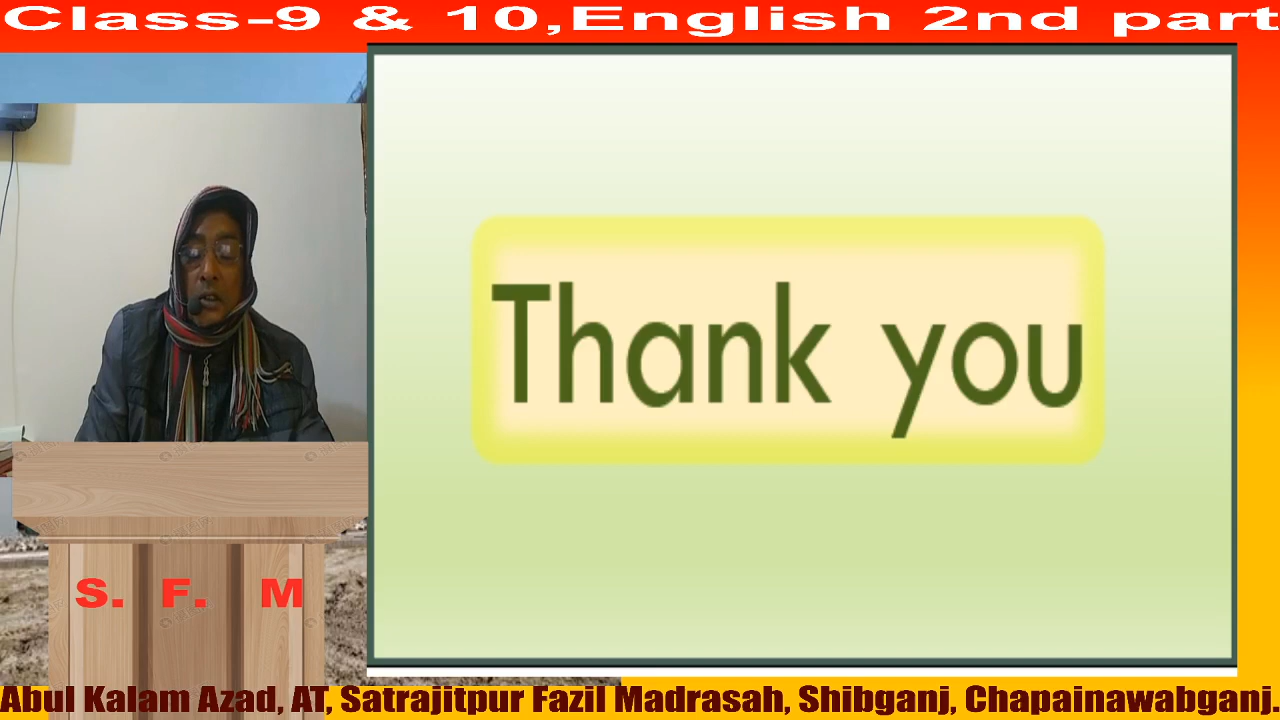 Class-9 & 10,English 2nd part
Thank you
S. F. M
Abul Kalam Azad, AT, Satrajitpur Fazil Madrasah, Shibganj, Chapainawabganj.